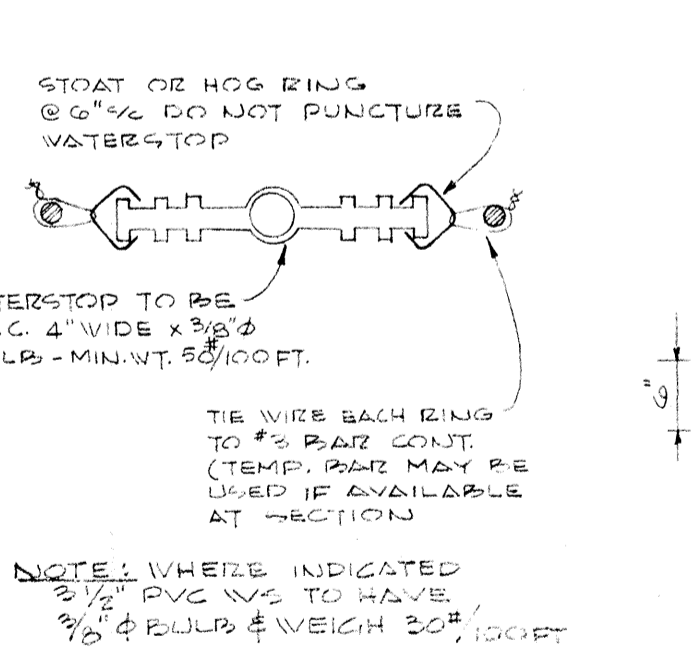 STOAT OR HOG RING
@ 6" c/c DO NOT PUNCTURE
WATERSTOP
TERSTOP TO BE
.C. 4" WIDE x 3/8"ϕ
LB - MIN. WT. 50#/100 FT.
6"
TIE WIRE EACH RING
TO #3 BAR CONT.
(TEMP. BAR MAY BE
USED IF AVAILABLE
AT SECTION
NOTE: WHERE INDICATED
3 1/2" PVC WS TO HAVE
3/8" ϕ BULB & WEIGH 30#/100 FT